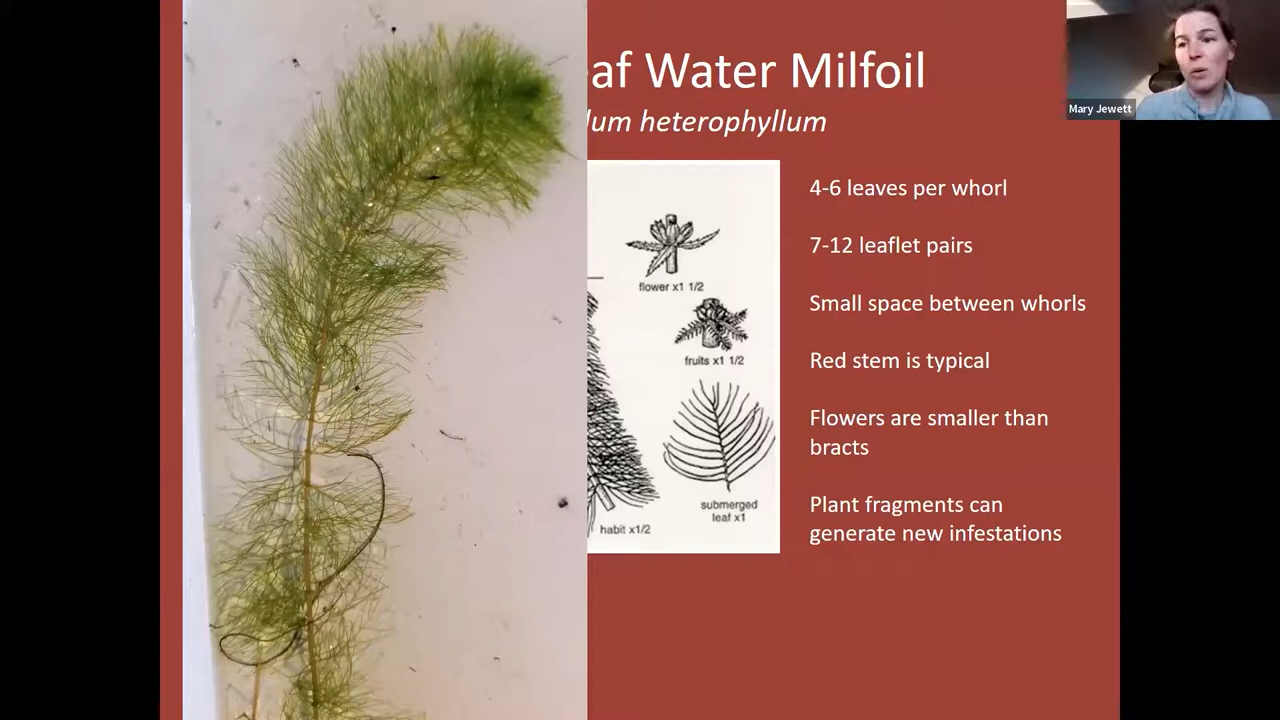 af Water Milfoil
lum heterophyllum
Mary Jewett
4-6 leaves per whorl
7-12 leaflet pairs
Small space between whorls
Red stem is typical
Flowers are smaller than
bracts
Plant fragments can
generate new infestations
flower x1 1/2
fruits x1 1/2
submerged
leaf x1
habit x1/2